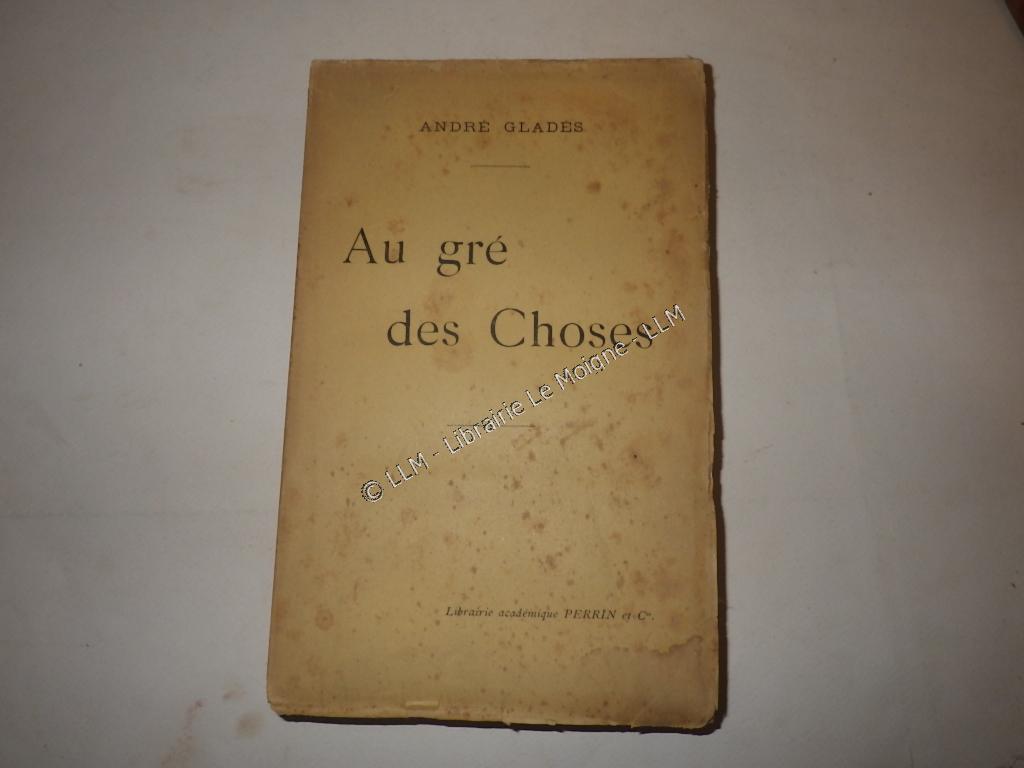 ANDRÉ GLADÈS
Au gré
des Choses
© LLM - Librairie Le Moigne - LLM
Librairie académique PERRIN et Cie.